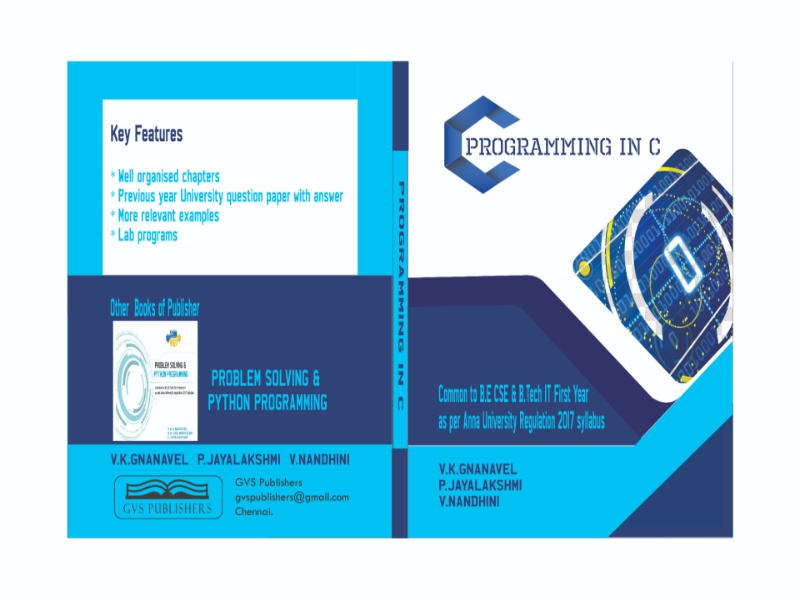 Key Features
* Well organised chapters
* Previous year University question paper with answer
* More relevant examples
* Lab programs
Other Books of Publisher
PROBLEM SOLVING &
PYTHON PROGRAMMING
PROBLEM SOLVING &
PYTHON PROGRAMMING
V.K.GNANAVEL P.JAYALAKSHMI V.NANDHINI
GVS PUBLISHERS
GVS Publishers
gvspublishers@gmail.com
Chennai.
PROGRAMMING IN C
PROGRAMMING IN C
Common to B.E CSE & B.Tech IT First Year
as per Anna University Regulation 2017 syllabus
V.K.GNANAVEL
P.JAYALAKSHMI
V.NANDHINI